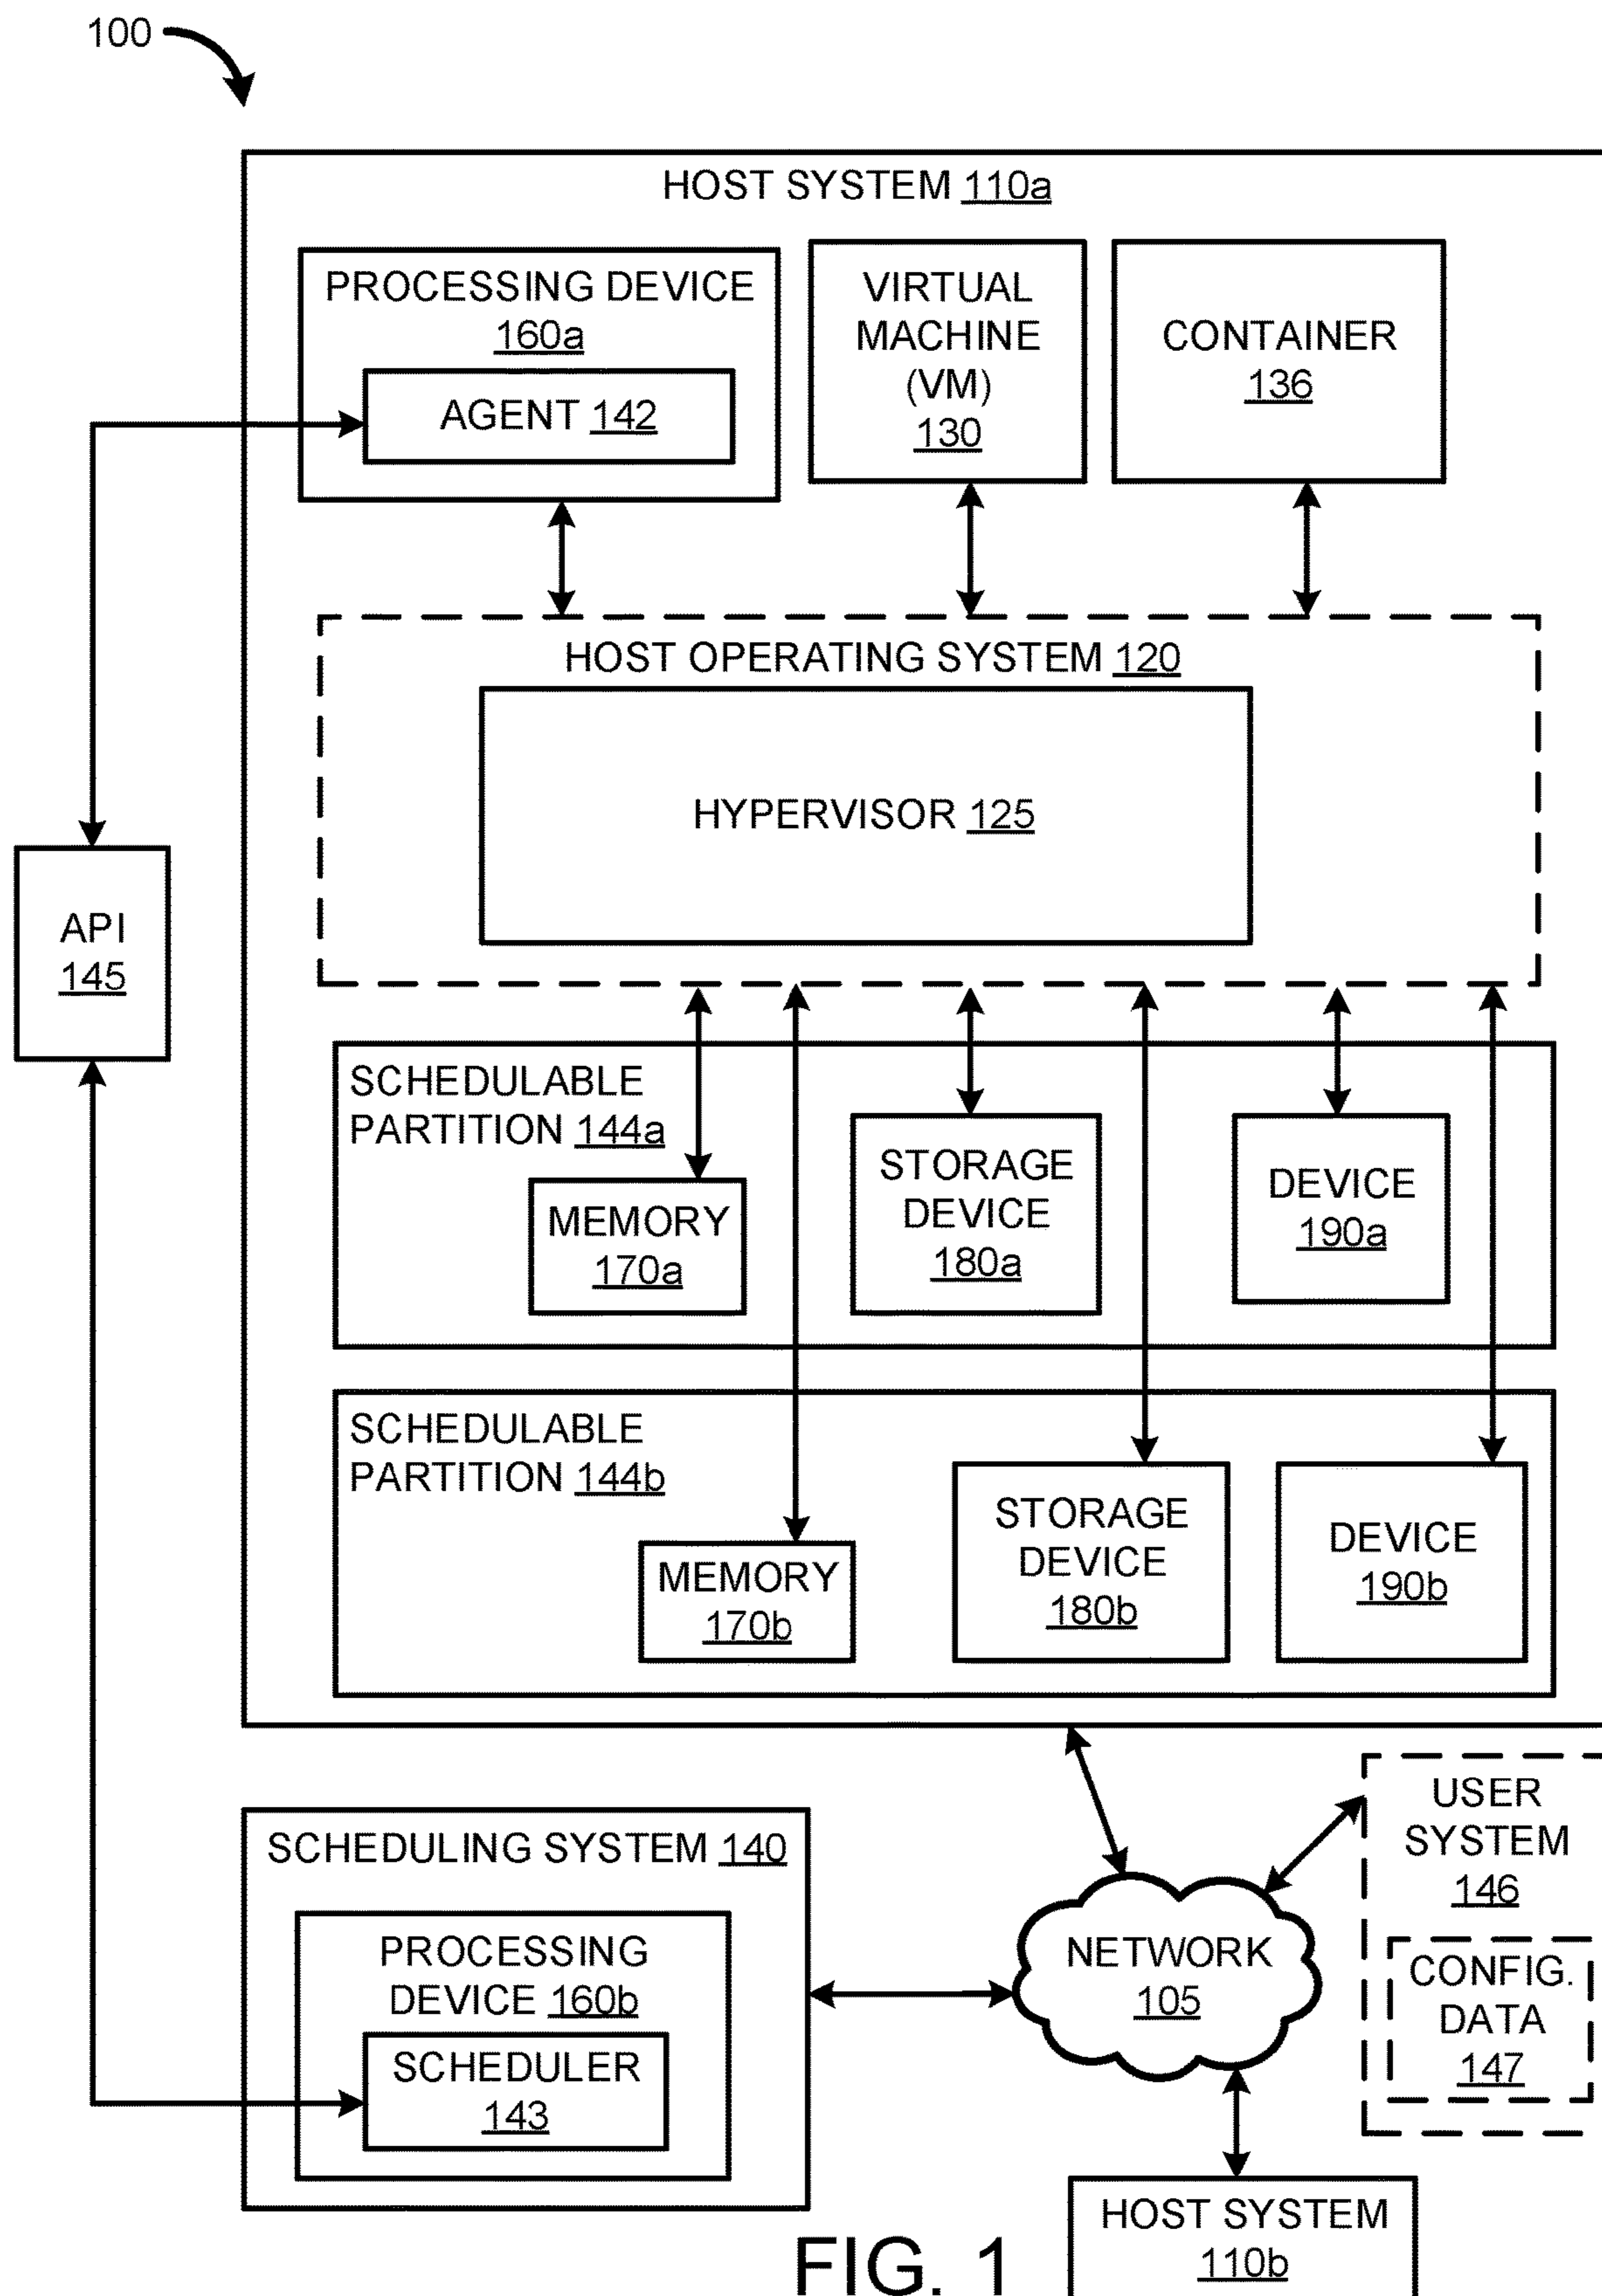 100
HOST SYSTEM 110a
PROCESSING DEVICE
160a
AGENT 142
VIRTUAL
MACHINE
(VM)
130
CONTAINER
136
HOST OPERATING SYSTEM 120
HYPERVISOR 125
API
145
SCHEDULABLE
PARTITION 144a
MEMORY
170a
STORAGE
DEVICE
180a
DEVICE
190a
SCHEDULABLE
PARTITION 144b
MEMORY
170b
STORAGE
DEVICE
180b
DEVICE
190b
SCHEDULING SYSTEM 140
PROCESSING
DEVICE 160b
SCHEDULER
143
NETWORK
105
USER
SYSTEM
146
CONFIG.
DATA
147
HOST SYSTEM
110b
FIG. 1